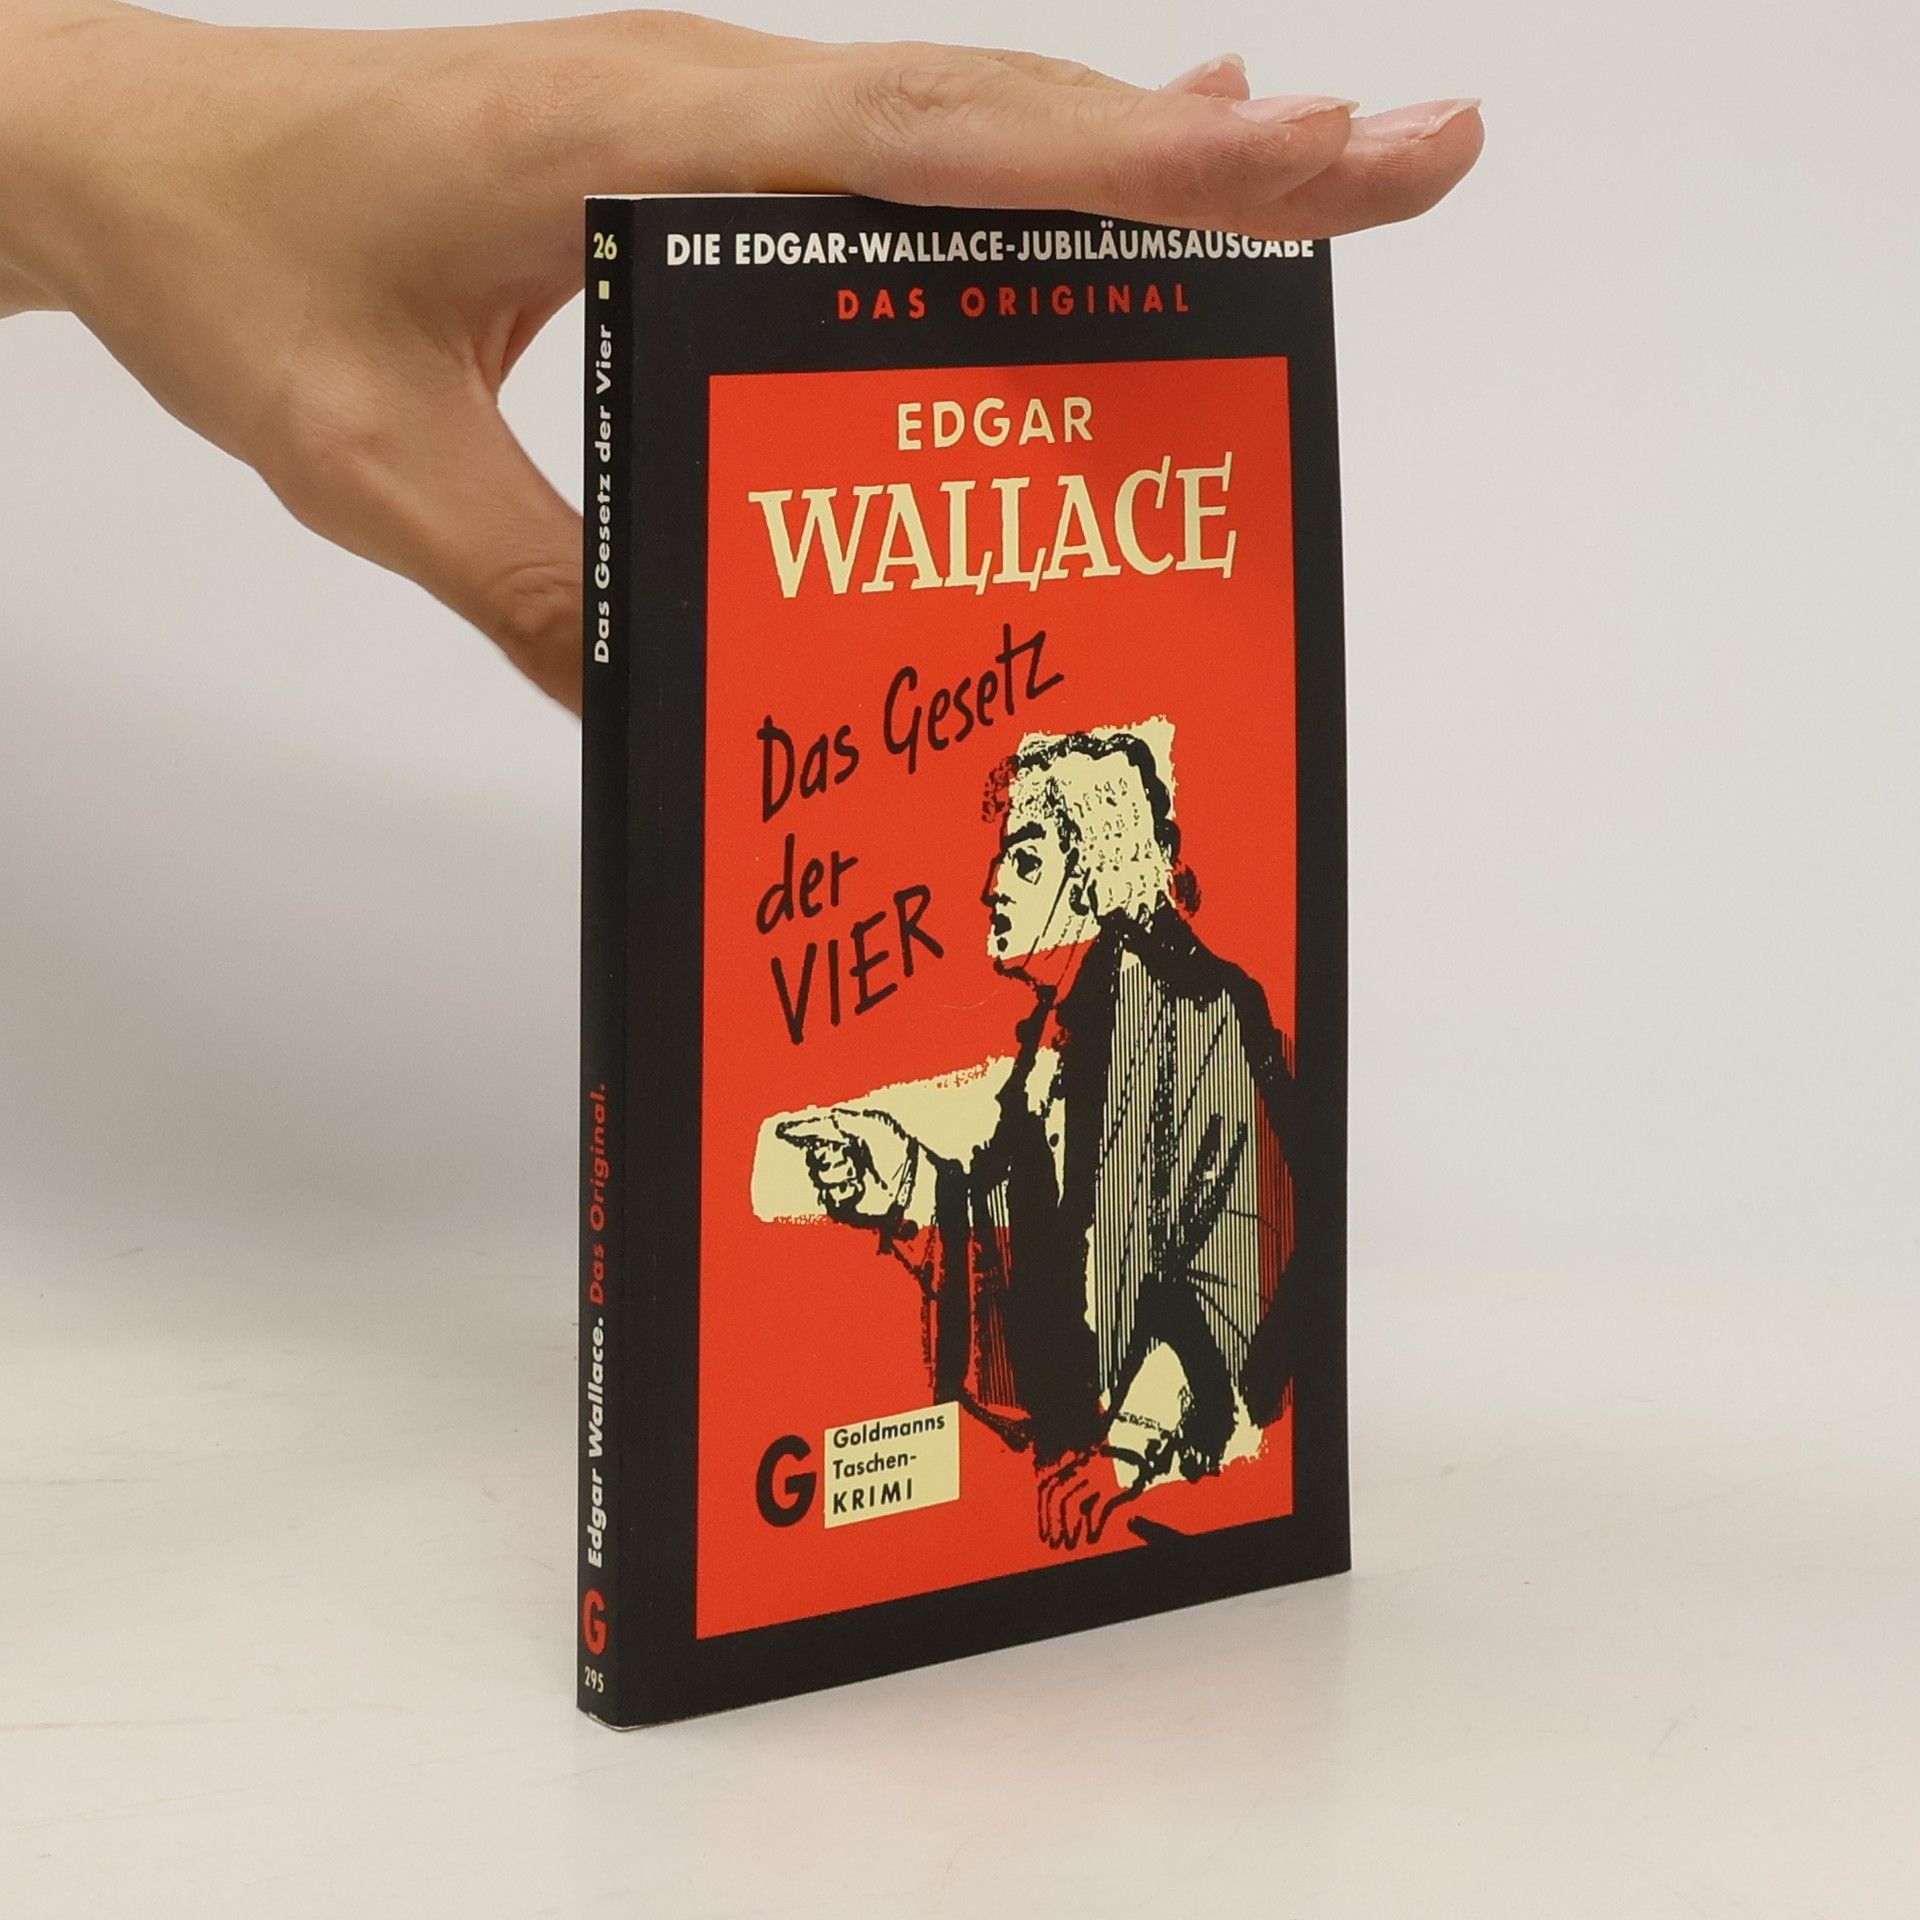 DIE EDGAR-WALLACE-JUBILÄUMSAUSGABE
DAS ORIGINAL
EDGAR
WALLACE
Das Gesetz
der
VIER
G
Goldmanns
Taschen-
KRIMI
26
Das Gesetz der Vier
Edgar Wallace. Das Original.
G
295